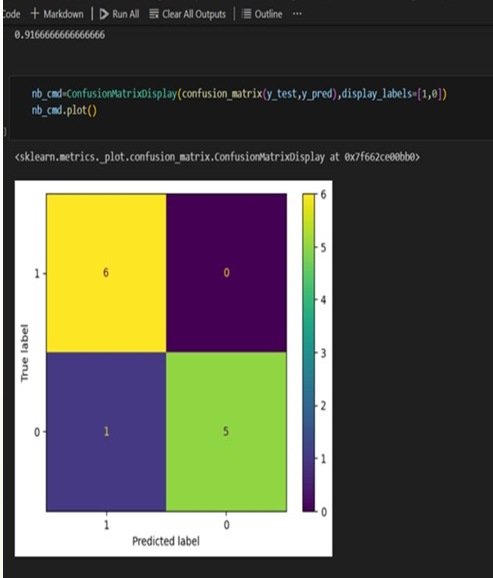 Code + Markdown | Run All Clear All Outputs | Outline ...
0.9166666666666666
nb_cmd=ConfusionMatrixDisplay(confusion_matrix(y_test,y_pred),display_labels=[1,0])
nb_cmd.plot()
]
<sklearn.metrics._plot.confusion_matrix.ConfusionMatrixDisplay at 0x7f662ce00bb0>
6
1 6 0
5
4
True label
3
2
0 1 5
1
0
1 0
Predicted label